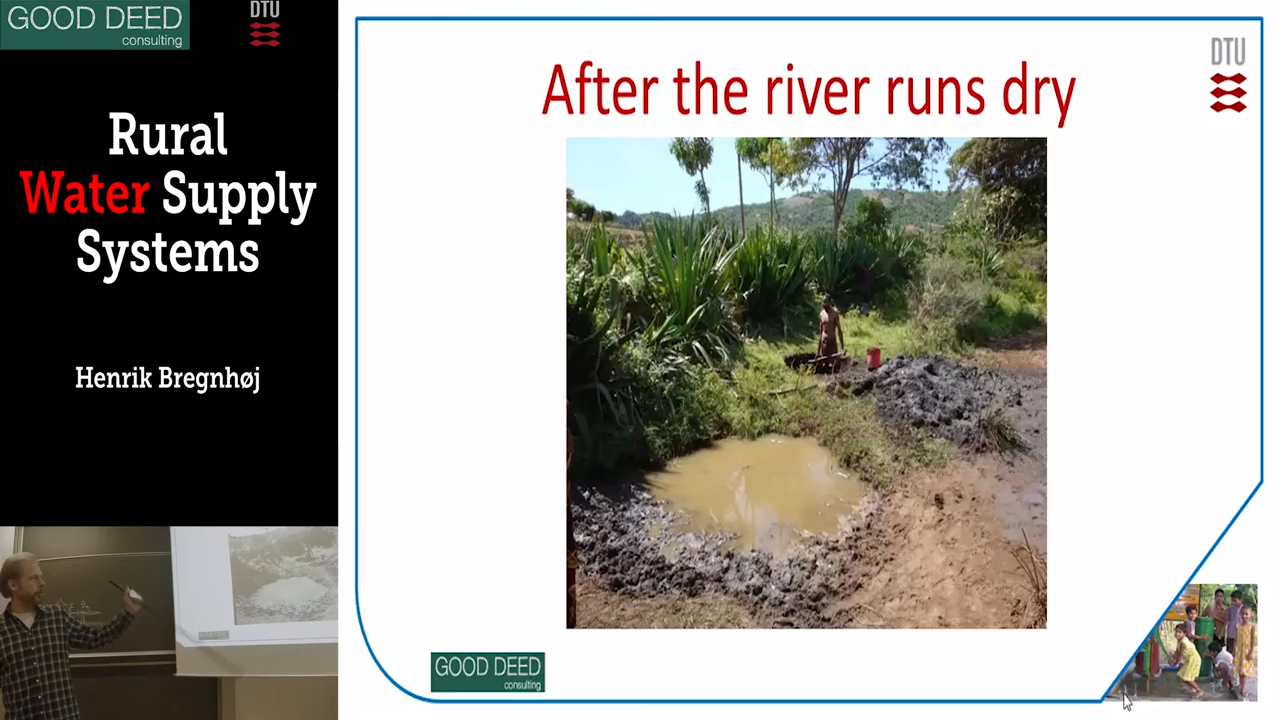 GOOD DEED
consulting
DTU
Rural
Water Supply
Systems
Henrik Bregnhøj
After the river runs dry
DTU
GOOD DEED
consulting